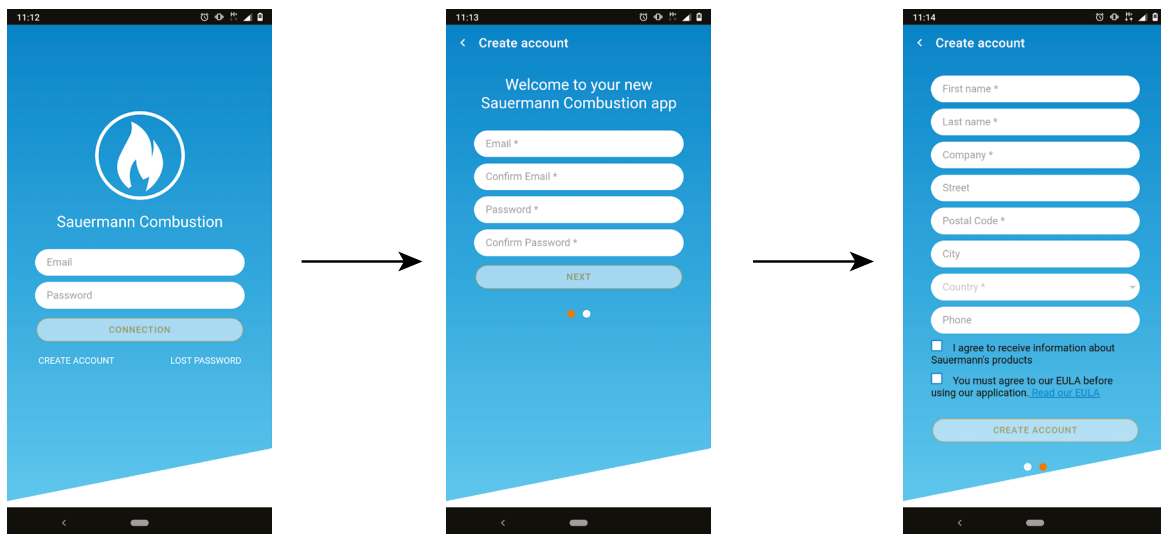 11:12
Sauermann Combustion
Email
Password
CONNECTION
CREATE ACCOUNT LOST PASSWORD
11:13
Create account
Welcome to your new
Sauermann Combustion app
Email *
Confirm Email *
Password *
Confirm Password *
NEXT
11:14
Create account
First name *
Last name *
Company *
Street
Postal Code *
City
Country *
Phone
I agree to receive information about
Sauermann's products
You must agree to our EULA before
using our application. Read our EULA
CREATE ACCOUNT